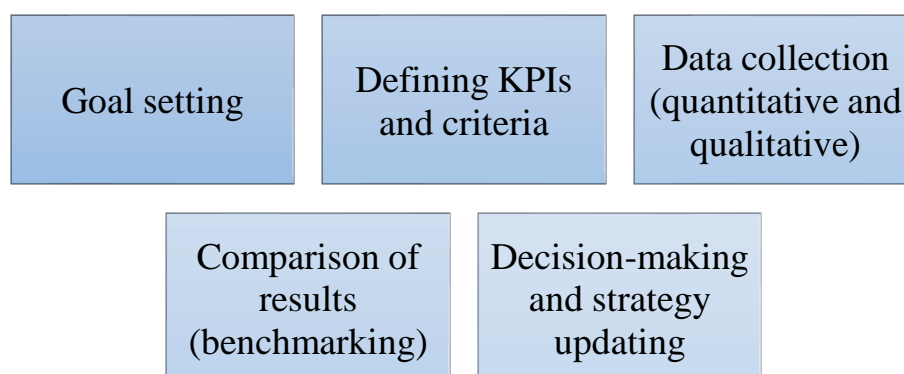 Goal setting
Defining KPIs
and criteria
Data collection
(quantitative and
qualitative)
Comparison of
results
(benchmarking)
Decision-making
and strategy
updating